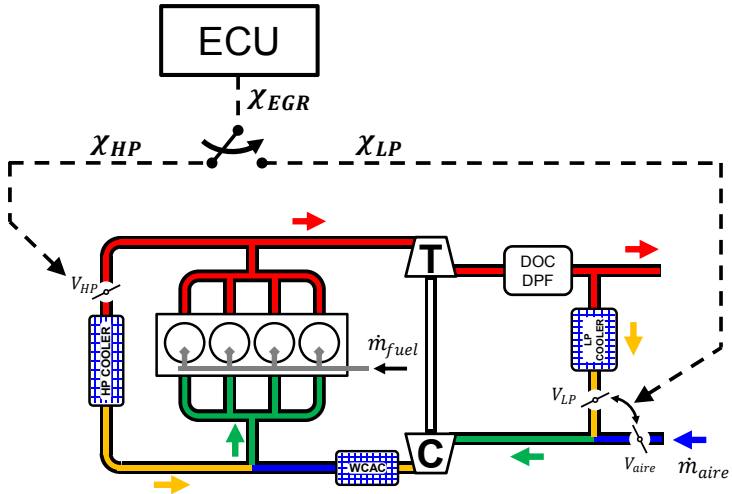 ECU
χ_EGR
χ_HP
χ_LP
T
DOC
DPF
V_HP
HP COOLER
LP
COOLER
ṁ_fuel
V_LP
C
WCAC
V_aire
ṁ_aire